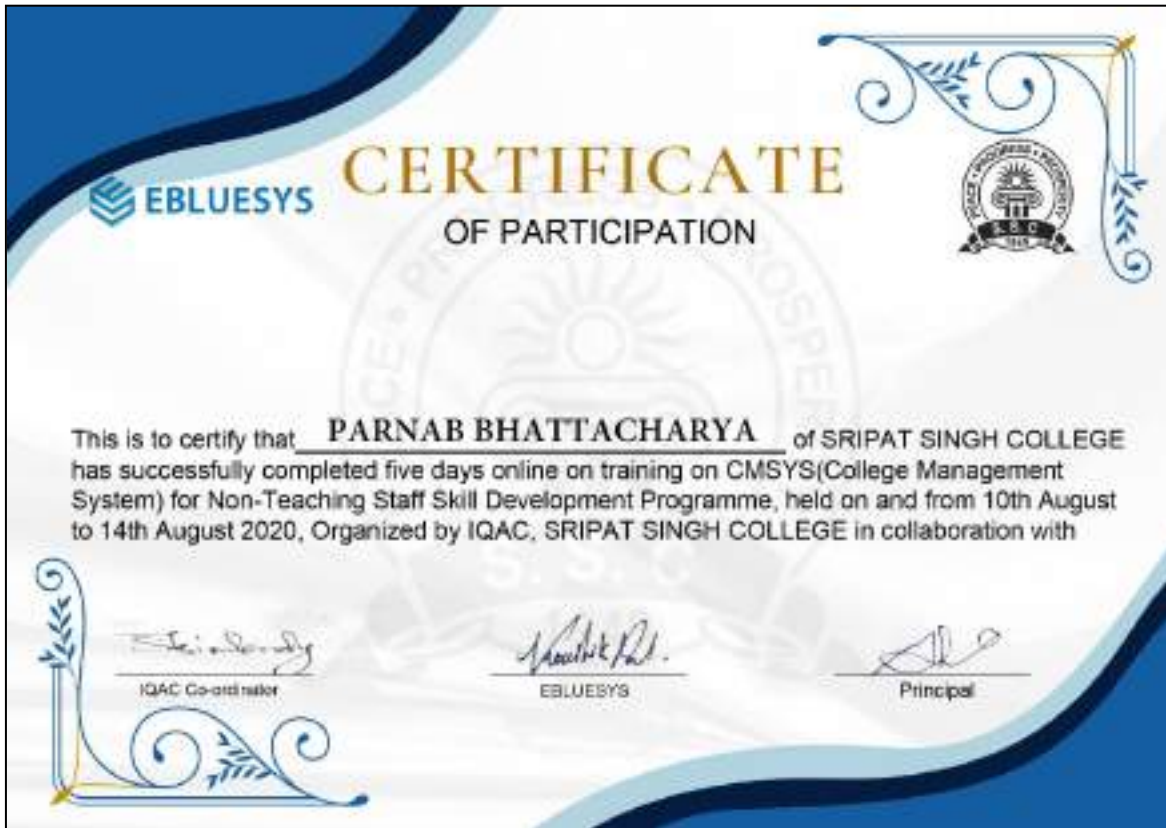 CERTIFICATE
EBLUESYS
OF PARTICIPATION
PEACE • PROGRESS • PROSPERITY
S. S. C
This is to certify that PARNAB BHATTACHARYA of SRIPAT SINGH COLLEGE
has successfully completed five days online on training on CMSYS(College Management
System) for Non-Teaching Staff Skill Development Programme, held on and from 10th August
to 14th August 2020, Organized by IQAC, SRIPAT SINGH COLLEGE in collaboration with
S. S. C
IQAC Co-ordinator
EBLUESYS
Principal